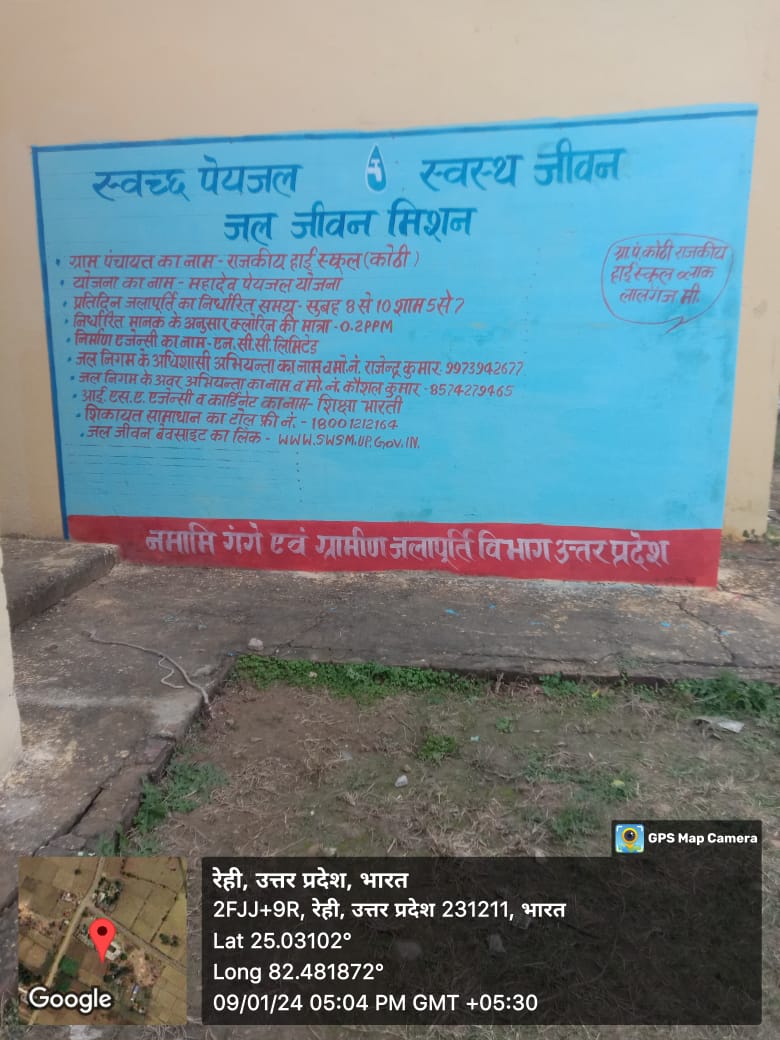 स्वच्छ पेयजल स्वस्थ जीवन
जल जीवन मिशन
• ग्राम पंचायत का नाम - राजकीय हाई स्कूल (कोठी)
• योजना का नाम - महादेव पेयजल योजना
• प्रतिदिन जलापूर्ति का निर्धारित समय - सुबह 8 से 10 शाम 5 से 7
• निर्धारित मानक के अनुसार क्लोरिन की मात्रा - 0.2PPM
• निर्माण एजेन्सी का नाम - एन. सी. सी. लिमिटेड
• जल निगम के अधिशासी अभियन्ता का नाम व मो. नं. राजेन्द्र कुमार- 9973942677
• जल निगम के अवर अभियन्ता का नाम व मो. नं. कौशल कुमार - 8574279465
• आई. एस. ए. एजेन्सी व कार्डिनेट का नाम- शिक्षा भारती
• शिकायत सामाधान का टोल फ्री नं. - 18001212164
• जल जीवन बेवसाइट का लिंक - WWW.SWSM.UP.Gov.IN.
ग्रा. पं. कोठी राजकीय
हाई स्कूल ब्लाक
लालगंज मी.
नमामि गंगे एवं ग्रामीण जलापूर्ति विभाग उत्तर प्रदेश
GPS Map Camera
रेही, उत्तर प्रदेश, भारत
2FJJ+9R, रेही, उत्तर प्रदेश 231211, भारत
Lat 25.03102°
Long 82.481872°
09/01/24 05:04 PM GMT +05:30
Google